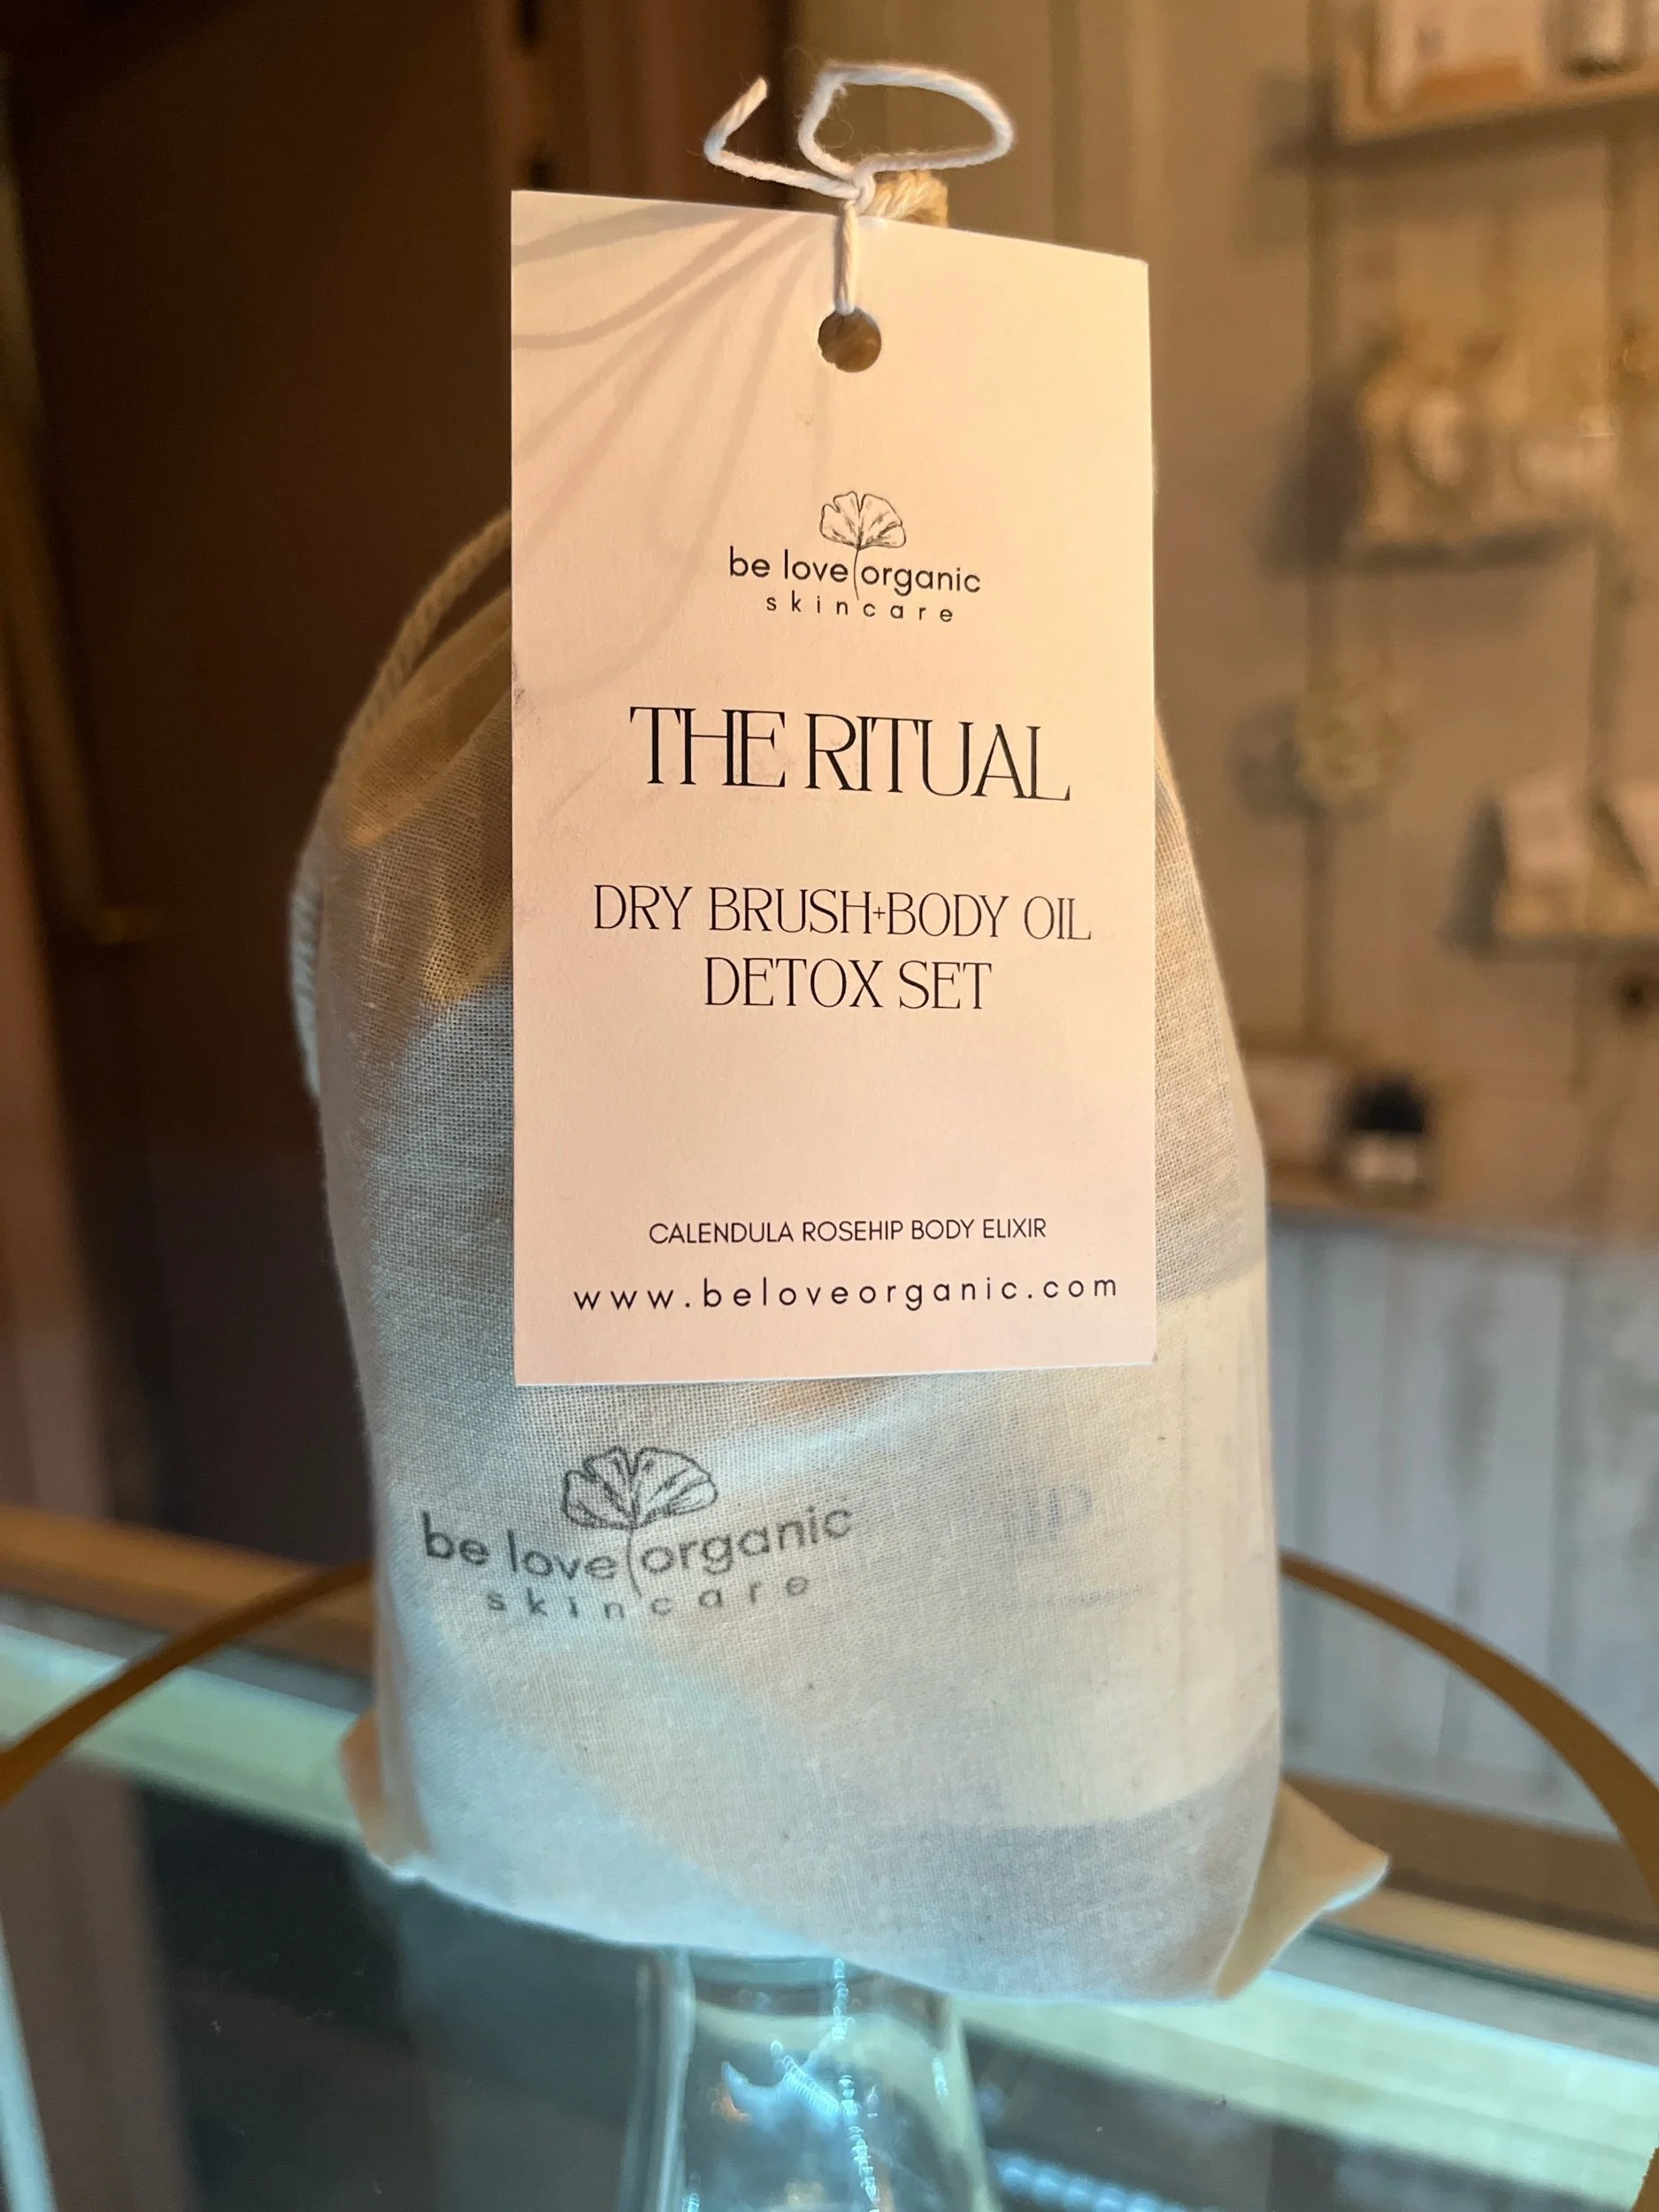 be love organic
skincare
THE RITUAL
DRY BRUSH+BODY OIL
DETOX SET
CALENDULA ROSEHIP BODY ELIXIR
www.beloveorganic.com
be love organic
skincare